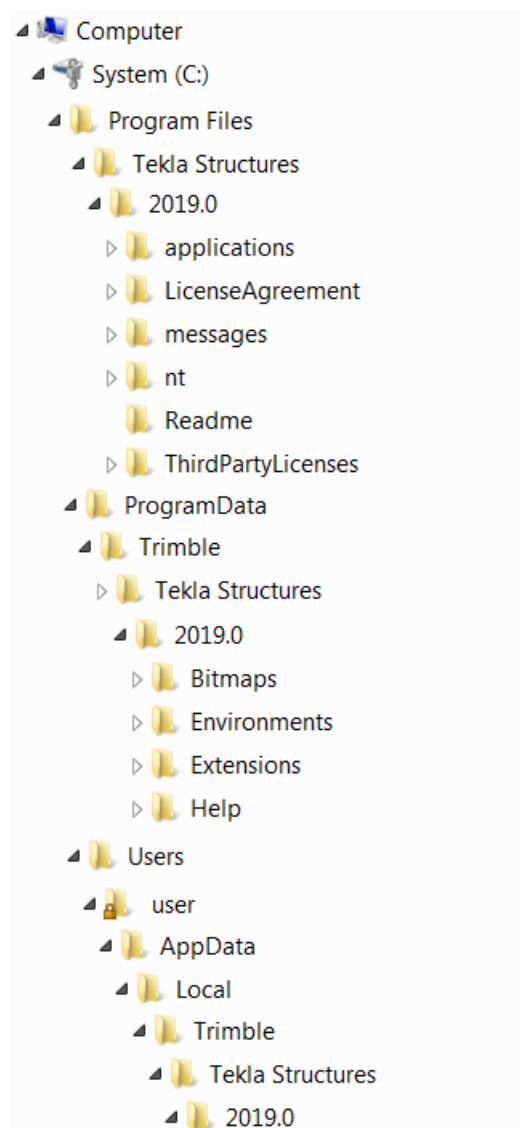 Computer
System (C:)
Program Files
Tekla Structures
2019.0
applications
LicenseAgreement
messages
nt
Readme
ThirdPartyLicenses
ProgramData
Trimble
Tekla Structures
2019.0
Bitmaps
Environments
Extensions
Help
Users
user
AppData
Local
Trimble
Tekla Structures
2019.0